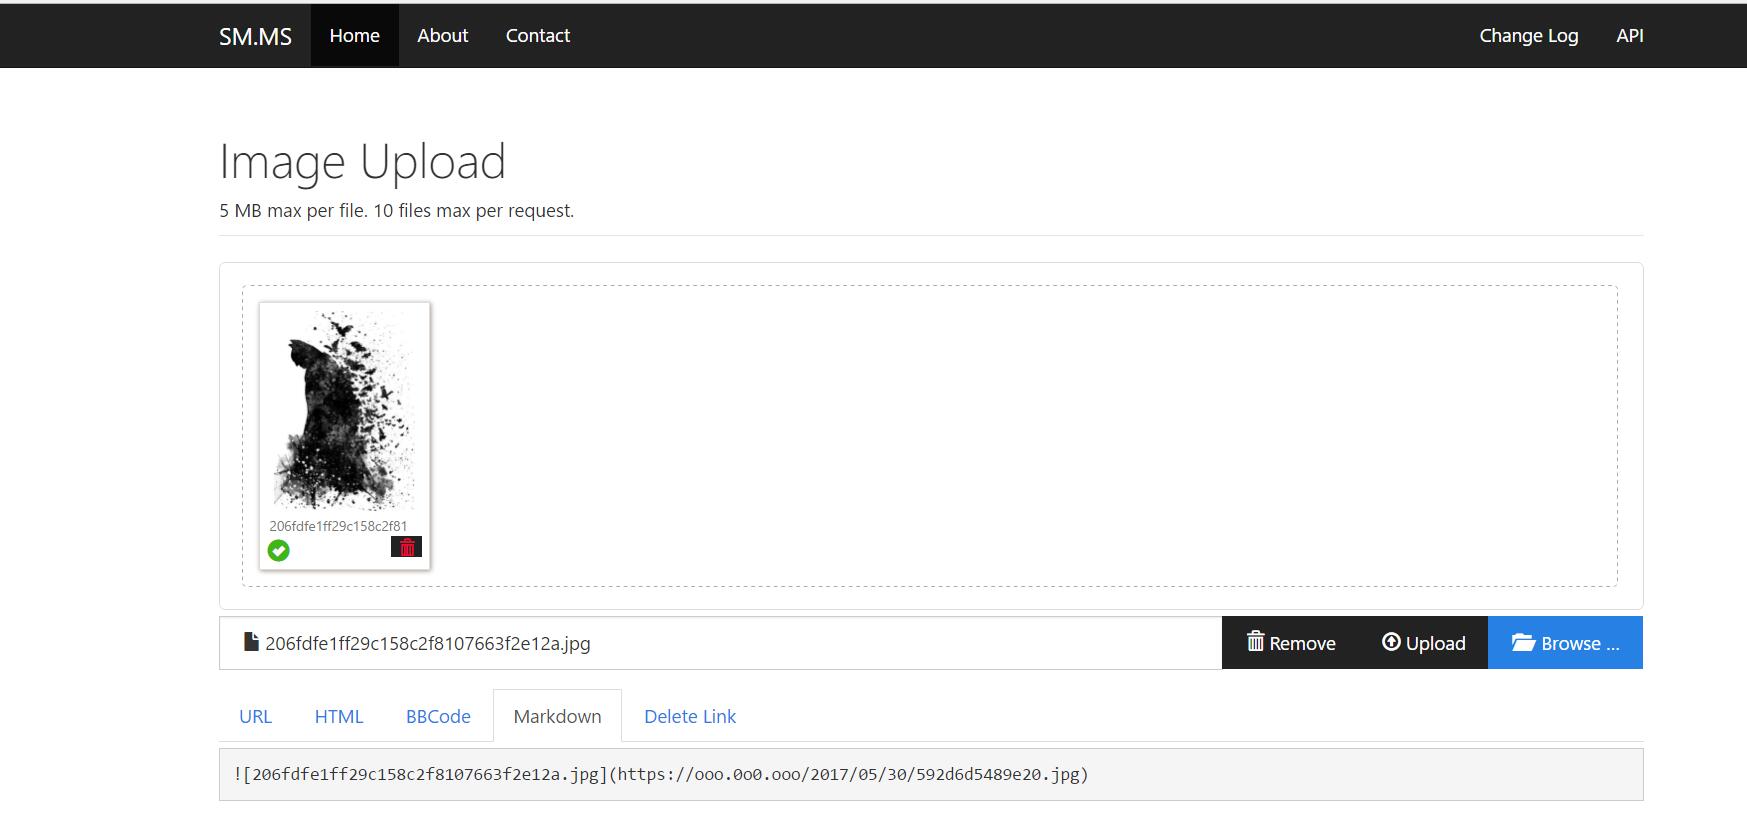 SM.MS Home About Contact Change Log API
Image Upload
5 MB max per file. 10 files max per request.
206fdfe1ff29c158c2f81
206fdfe1ff29c158c2f8107663f2e12a.jpg Remove Upload Browse ...
URL HTML BBCode Markdown Delete Link
![206fdfe1ff29c158c2f8107663f2e12a.jpg](https://ooo.0o0.ooo/2017/05/30/592d6d5489e20.jpg)